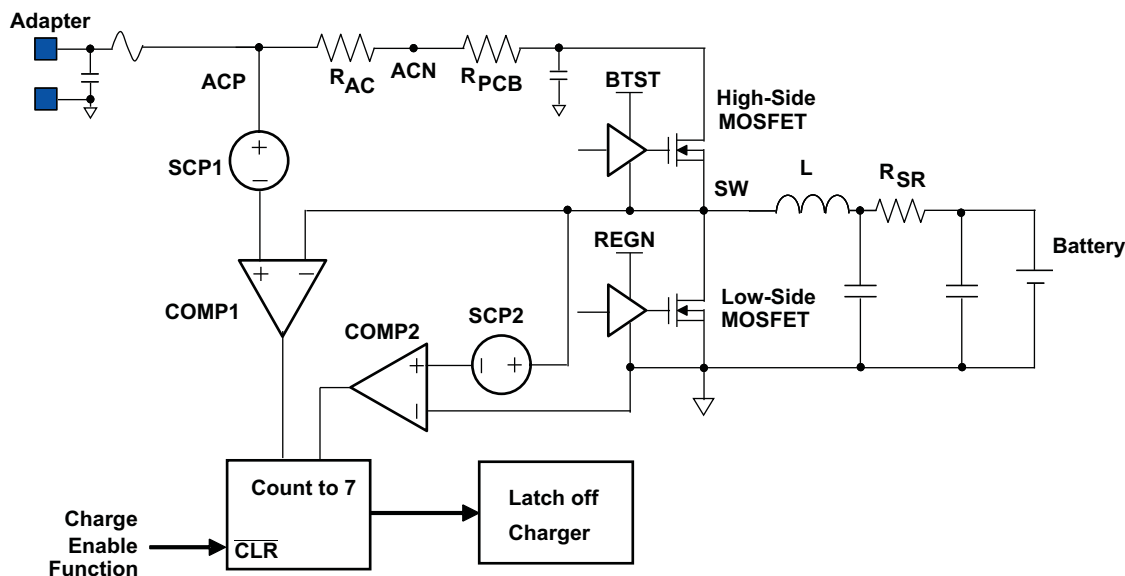 Adapter
ACP
RAC
ACN
RPCB
BTST
High-Side
MOSFET
SCP1
+
−
SW
L
RSR
REGN
Battery
+
−
COMP1
Low-Side
MOSFET
SCP2
COMP2
+
−
+
−
Count to 7
CLR
Latch off
Charger
Charge
Enable
Function